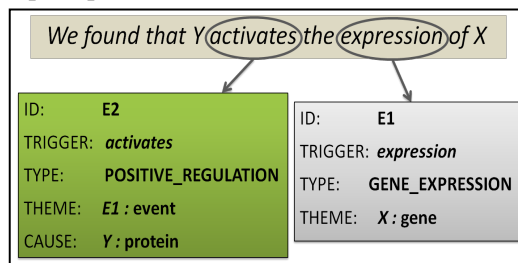 We found that Y activates the expression of X
ID: E2
TRIGGER: activates
TYPE: POSITIVE_REGULATION
THEME: E1 : event
CAUSE: Y : protein
ID: E1
TRIGGER: expression
TYPE: GENE_EXPRESSION
THEME: X : gene